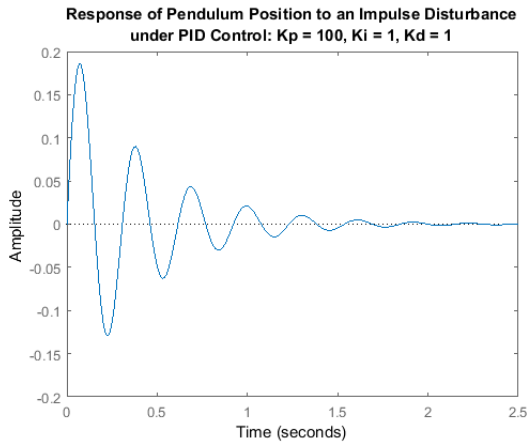 Response of Pendulum Position to an Impulse Disturbance
under PID Control: Kp = 100, Ki = 1, Kd = 1
0.2
0.15
0.1
0.05
0
-0.05
-0.1
-0.15
-0.2
Amplitude
0 0.5 1 1.5 2 2.5
Time (seconds)